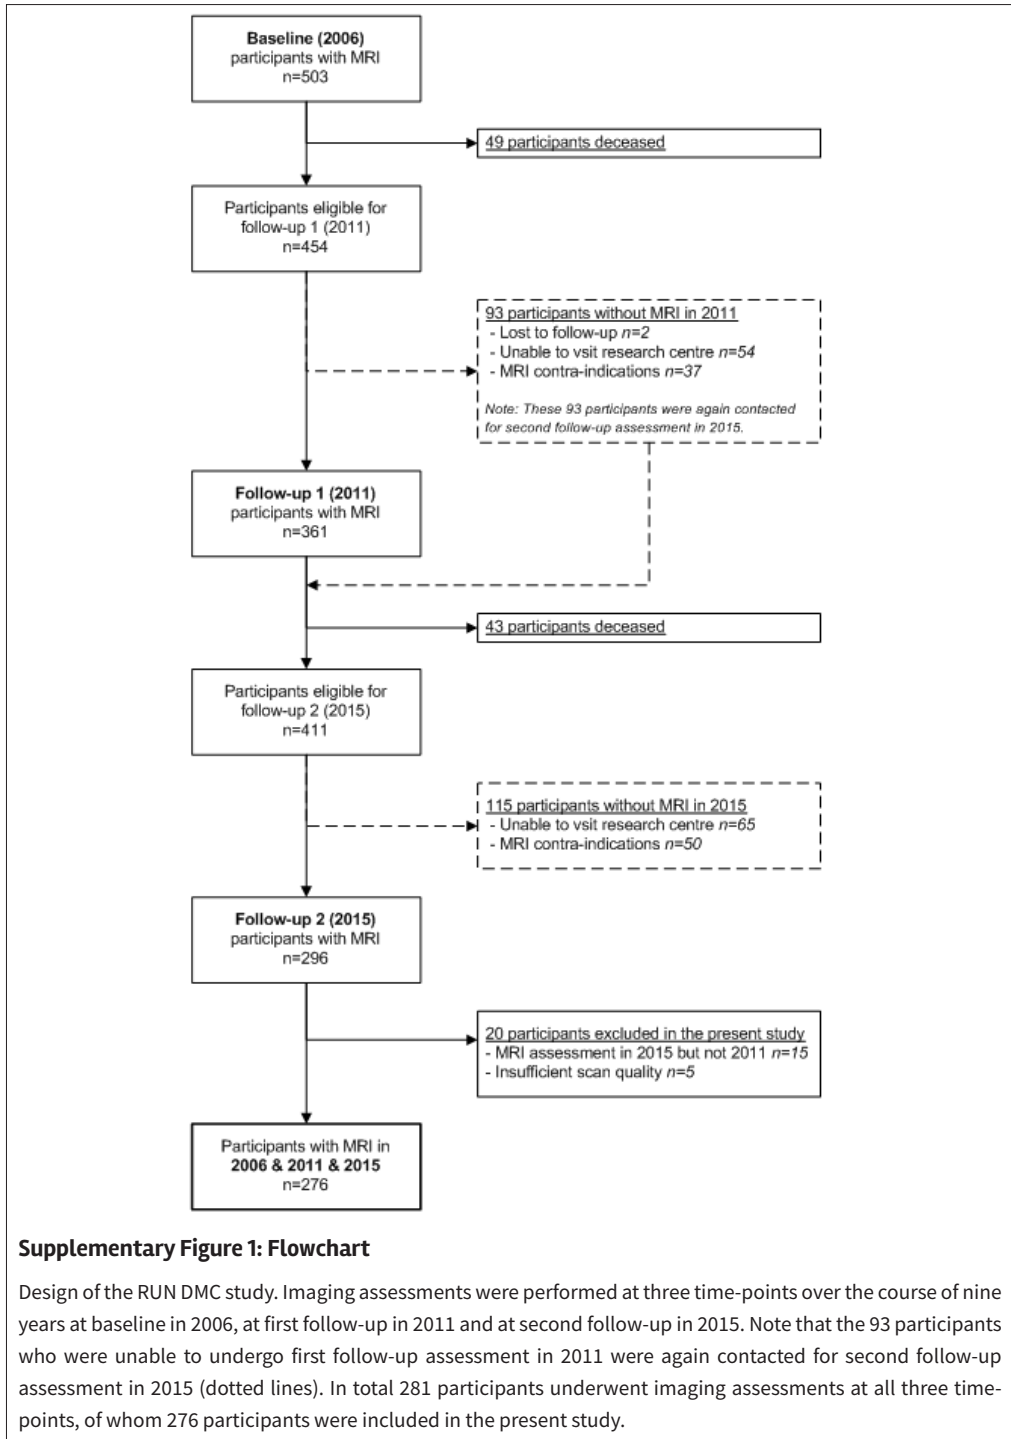 Baseline (2006)
participants with MRI
n=503
49 participants deceased
Participants eligible for
follow-up 1 (2011)
n=454
93 participants without MRI in 2011
- Lost to follow-up n=2
- Unable to vsit research centre n=54
- MRI contra-indications n=37
Note: These 93 participants were again contacted
for second follow-up assessment in 2015.
Follow-up 1 (2011)
participants with MRI
n=361
43 participants deceased
Participants eligible for
follow-up 2 (2015)
n=411
115 participants without MRI in 2015
- Unable to vsit research centre n=65
- MRI contra-indications n=50
Follow-up 2 (2015)
participants with MRI
n=296
20 participants excluded in the present study
- MRI assessment in 2015 but not 2011 n=15
- Insufficient scan quality n=5
Participants with MRI in
2006 & 2011 & 2015
n=276
Supplementary Figure 1: Flowchart
Design of the RUN DMC study. Imaging assessments were performed at three time-points over the course of nine
years at baseline in 2006, at first follow-up in 2011 and at second follow-up in 2015. Note that the 93 participants
who were unable to undergo first follow-up assessment in 2011 were again contacted for second follow-up
assessment in 2015 (dotted lines). In total 281 participants underwent imaging assessments at all three time-
points, of whom 276 participants were included in the present study.